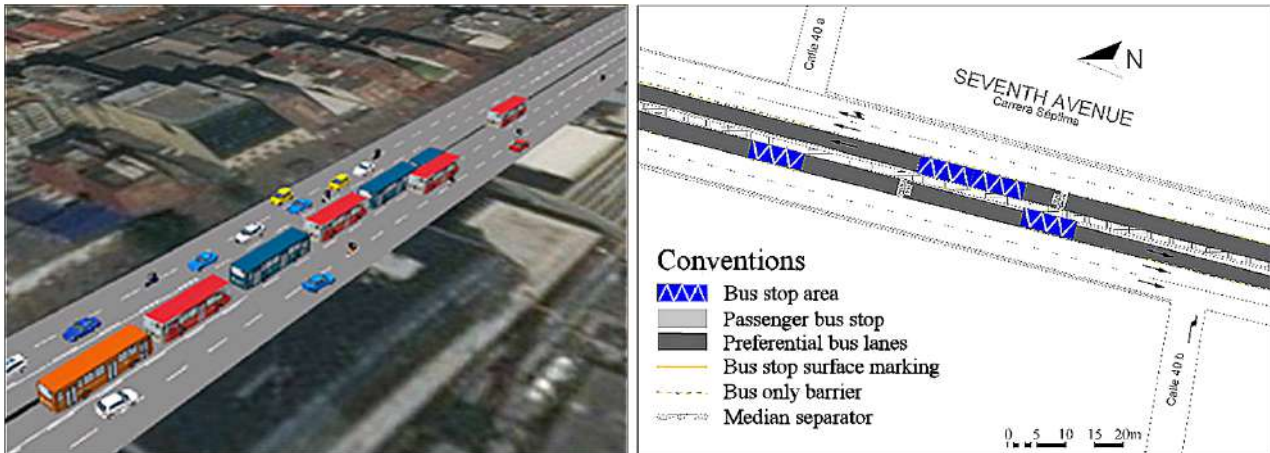 Calle 40 a
N
SEVENTH AVENUE
Carrera Séptima
Conventions
Bus stop area
Passenger bus stop
Preferential bus lanes
Bus stop surface marking
Bus only barrier
Median separator
Calle 40 b
0 5 10 15 20m